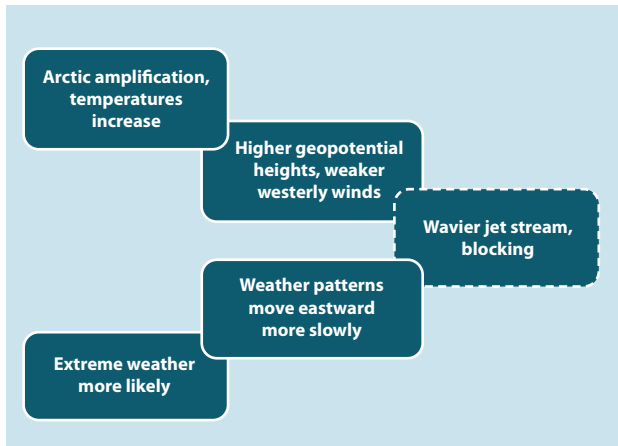 Arctic amplification,
temperatures
increase
Higher geopotential
heights, weaker
westerly winds
Wavier jet stream,
blocking
Weather patterns
move eastward
more slowly
Extreme weather
more likely